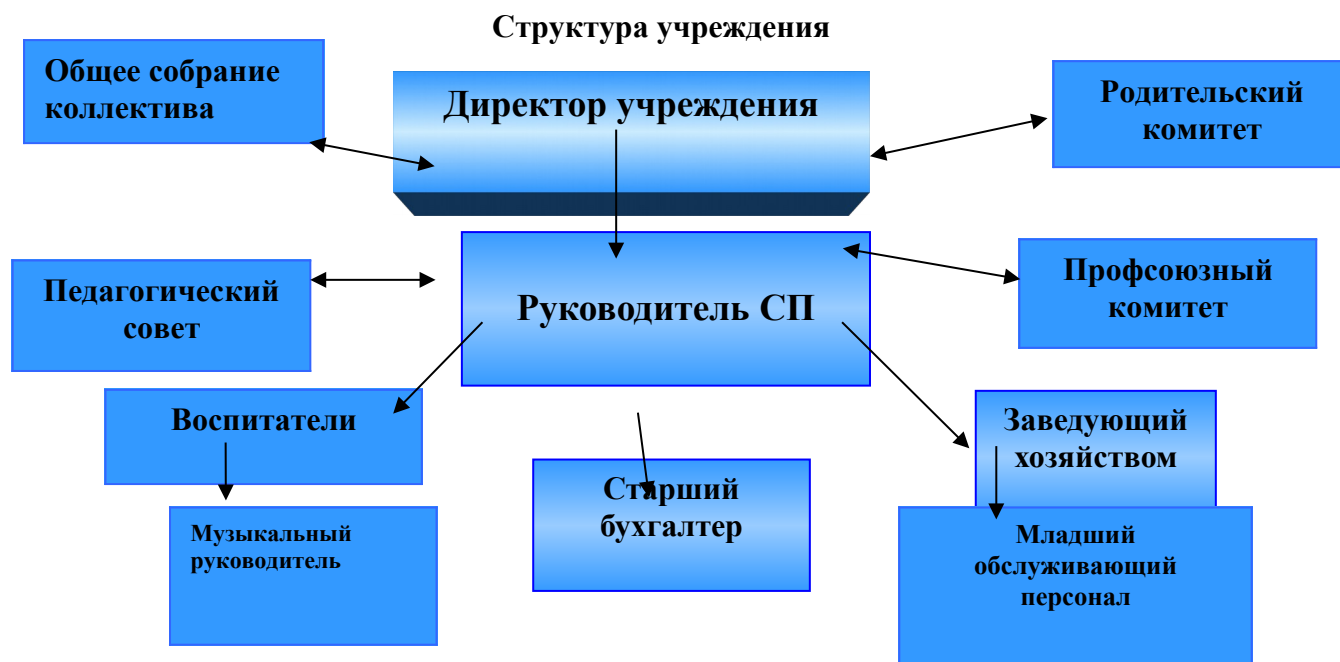 Структура учреждения
Общее собрание
коллектива
Директор учреждения
Родительский
комитет
Педагогический
совет
Руководитель СП
Профсоюзный
комитет
Воспитатели
Старший
бухгалтер
Заведующий
хозяйством
Музыкальный
руководитель
Младший
обслуживающий
персонал